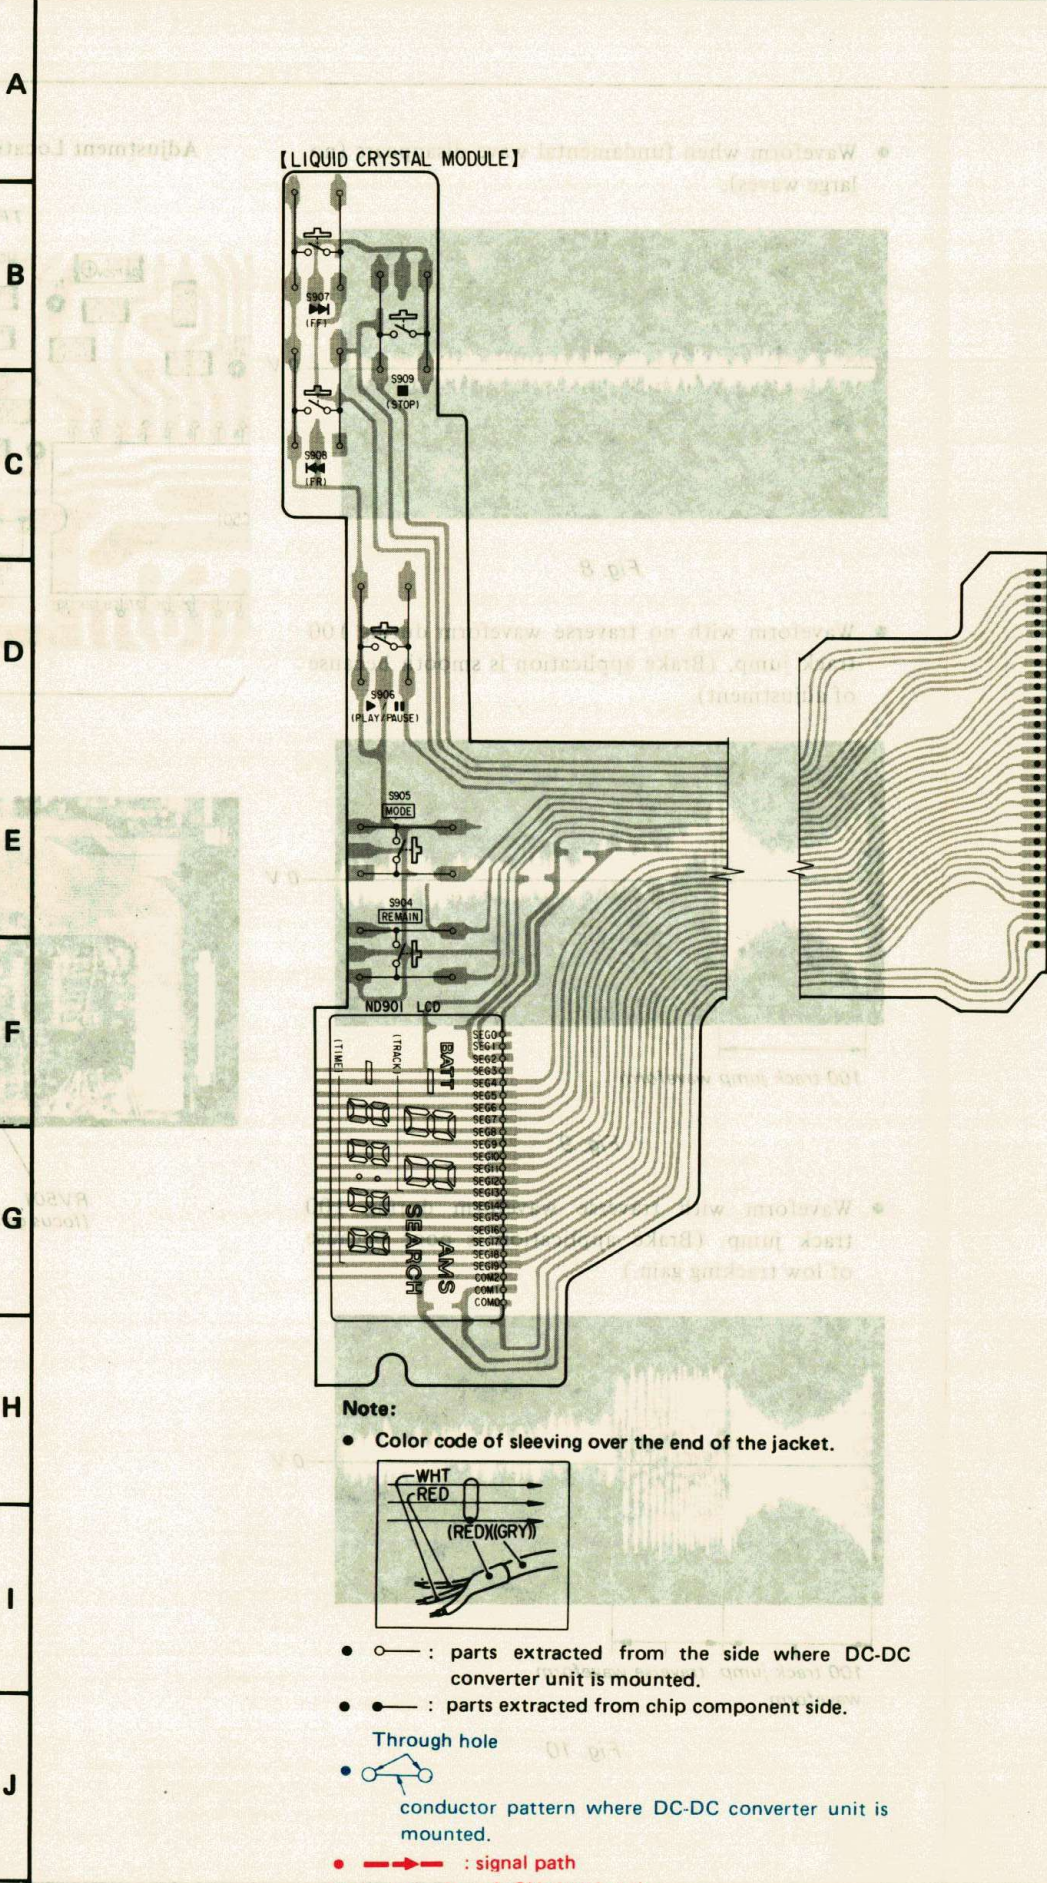 A
B
C
D
E
F
G
H
I
J
【LIQUID CRYSTAL MODULE】
S907
(FF)
S909
(STOP)
S908
(FR)
S906
(PLAY/PAUSE)
S905
MODE
S904
REMAIN
ND901 LCD
(TIME)
(TRACK)
BATT
SEARCH
AMS
SEG0
SEG1
SEG2
SEG3
SEG4
SEG5
SEG6
SEG7
SEG8
SEG9
SEG10
SEG11
SEG12
SEG13
SEG14
SEG15
SEG16
SEG17
SEG18
SEG19
COM2
COM1
COM0
Note:
● Color code of sleeving over the end of the jacket.
WHT
RED
(RED)((GRY))
● : parts extracted from the side where DC-DC
converter unit is mounted.
● : parts extracted from chip component side.
Through hole
conductor pattern where DC-DC converter unit is
mounted.
● : signal path